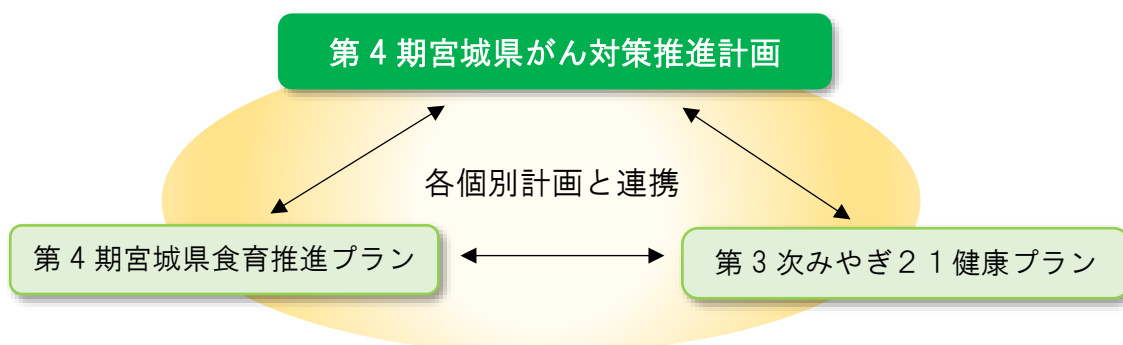 第4期宮城県がん対策推進計画
各個別計画と連携
第4期宮城県食育推進プラン
第3次みやぎ２１健康プラン